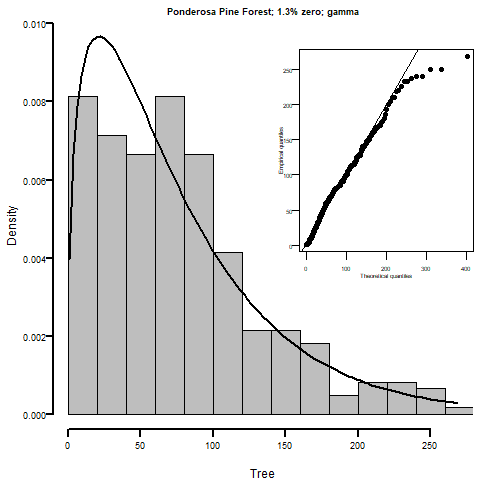 Ponderosa Pine Forest; 1.3% zero; gamma
0.010
0.008
0.006
0.004
0.002
0.000
Density
0 50 100 150 200 250
Tree
250
200
150
100
50
0
Empirical quantiles
0 100 200 300 400
Theoretical quantiles